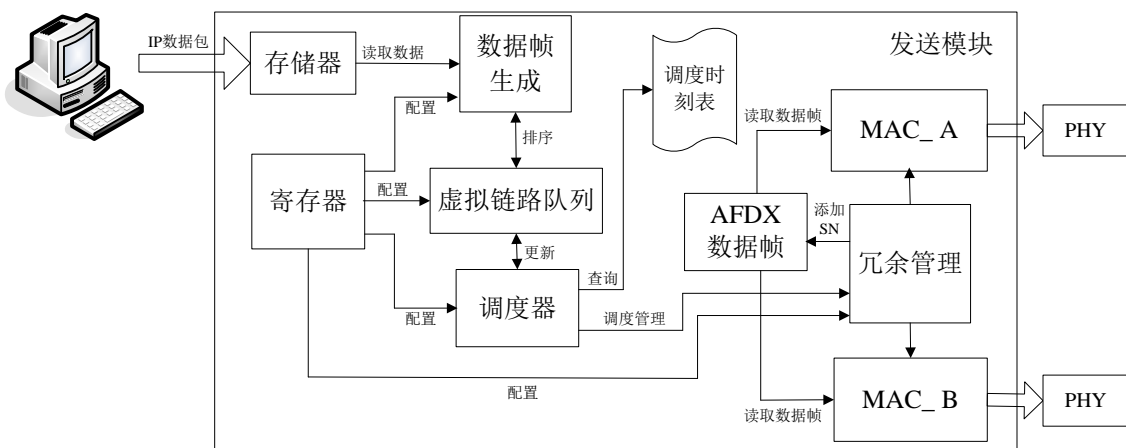 IP数据包
存储器
读取数据
数据帧
生成
调度时
刻表
发送模块
配置
排序
读取数据帧
MAC_ A
PHY
寄存器
配置
虚拟链路队列
AFDX
数据帧
添加
SN
冗余管理
更新
查询
配置
调度器
调度管理
配置
读取数据帧
MAC_ B
PHY